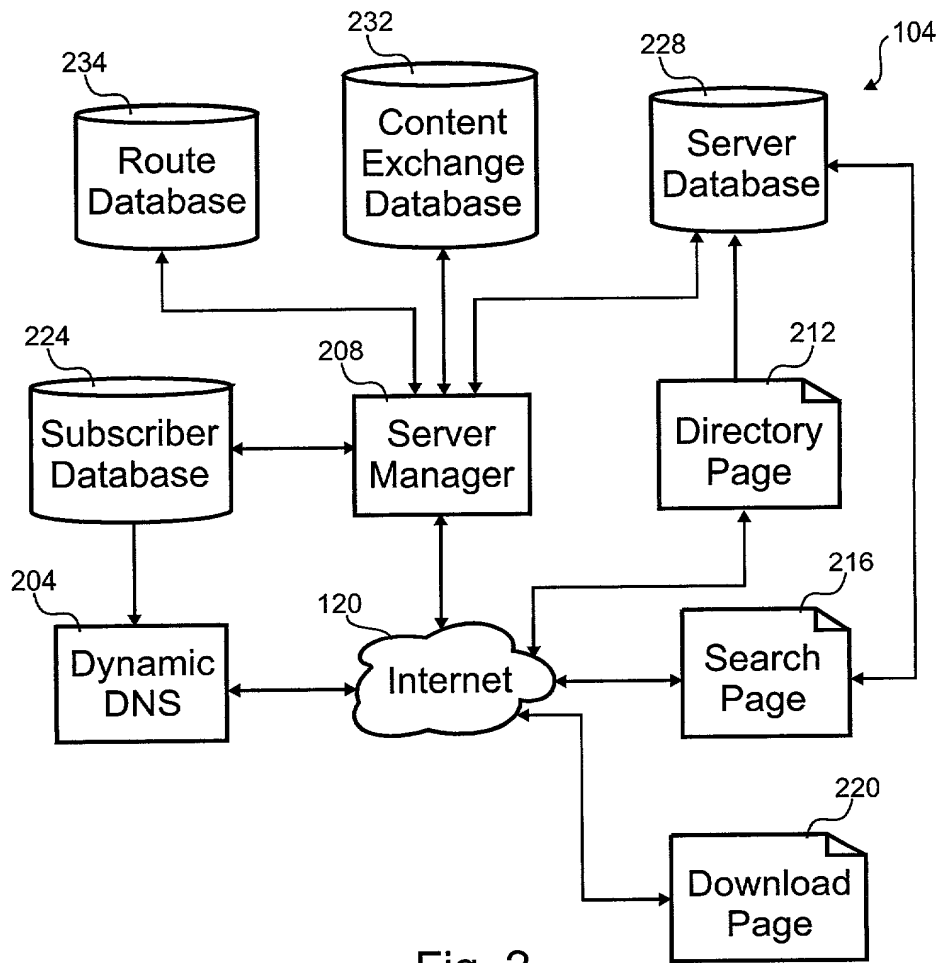 232
104
234
228
Route
Database
Content
Exchange
Database
Server
Database
224
208
212
Subscriber
Database
Server
Manager
Directory
Page
204
120
216
Dynamic
DNS
Internet
Search
Page
220
Download
Page